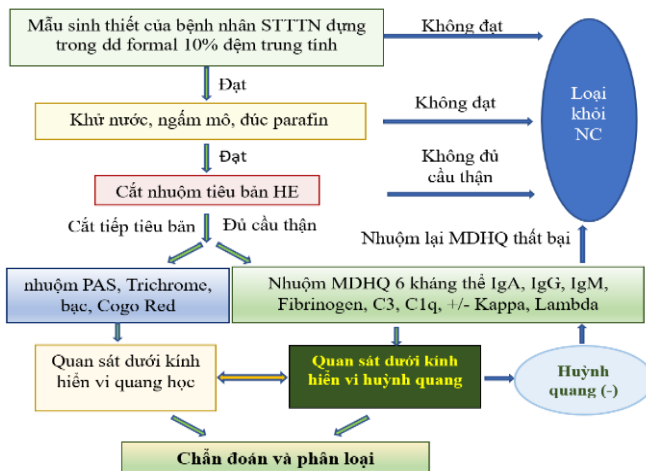 Mẫu sinh thiết của bệnh nhân STTTN đựng
trong dd formal 10% đệm trung tính
Không đạt
Loại
khỏi
NC
Đạt
Khử nước, ngấm mô, đúc parafin
Không đạt
Đạt
Không đủ
cầu thận
Cắt nhuộm tiêu bản HE
Cắt tiếp tiêu bản
Đủ cầu thận
Nhuộm lại MDHQ thất bại
nhuộm PAS, Trichrome,
bạc, Cogo Red
Nhuộm MDHQ 6 kháng thể IgA, IgG, IgM,
Fibrinogen, C3, C1q, +/- Kappa, Lambda
Quan sát dưới kính
hiển vi quang học
Quan sát dưới kính
hiển vi huỳnh quang
Huỳnh
quang (-)
Chẩn đoán và phân loại